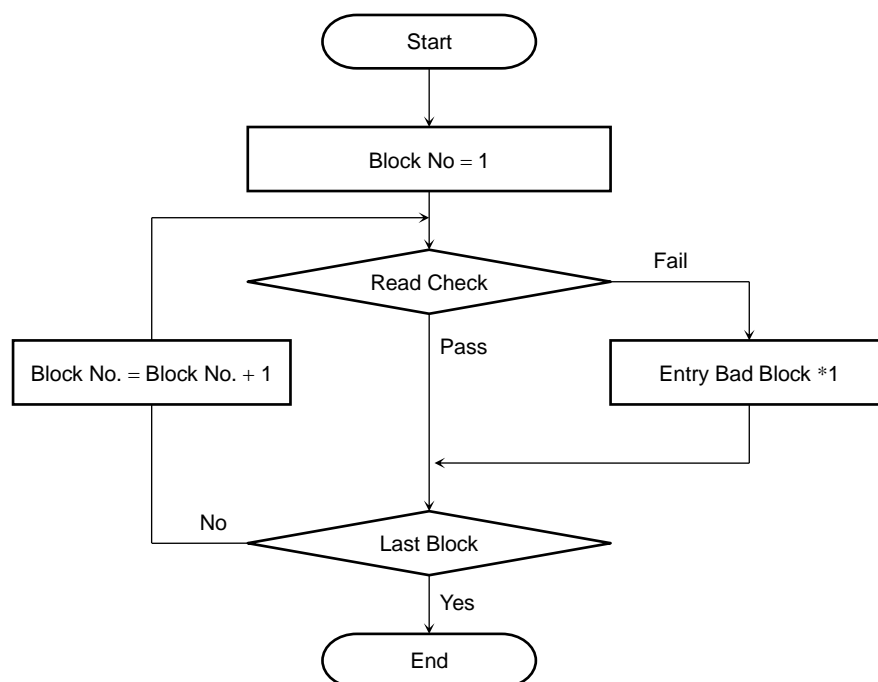 Start
Block No = 1
Read Check
Fail
Pass
Block No. = Block No. + 1
Entry Bad Block *1
No
Last Block
Yes
End